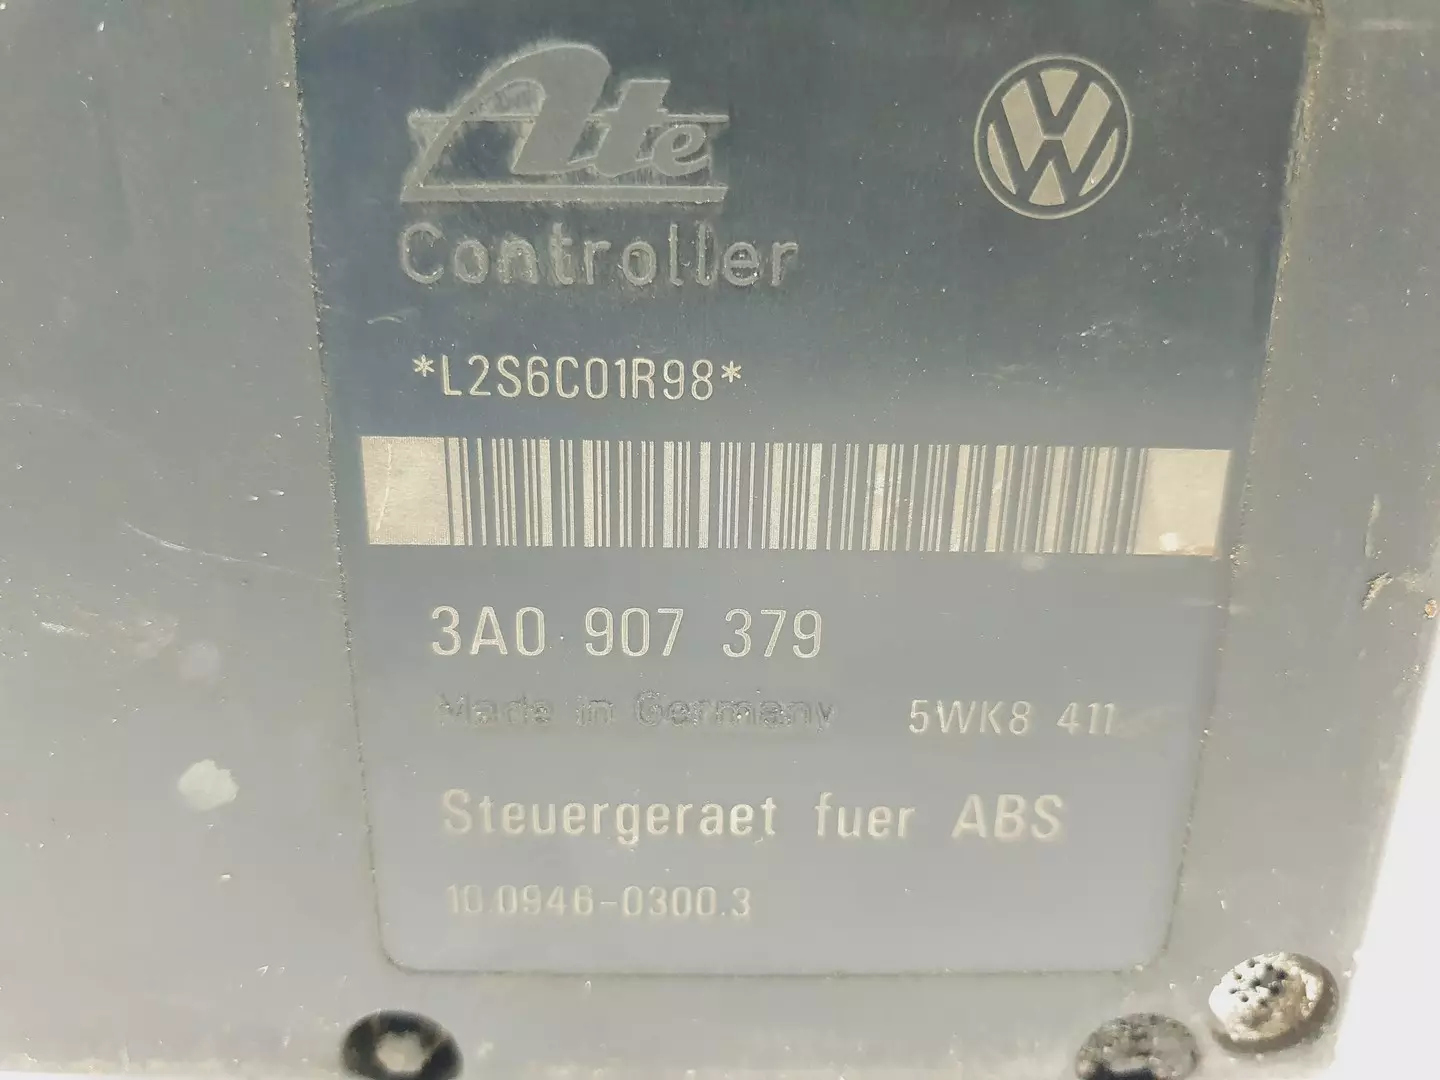 Ate
Controller
*L2S6C01R98*
3A0 907 379
Made in Germany 5WK8 411
Steuergeraet fuer ABS
10.0946-0300.3